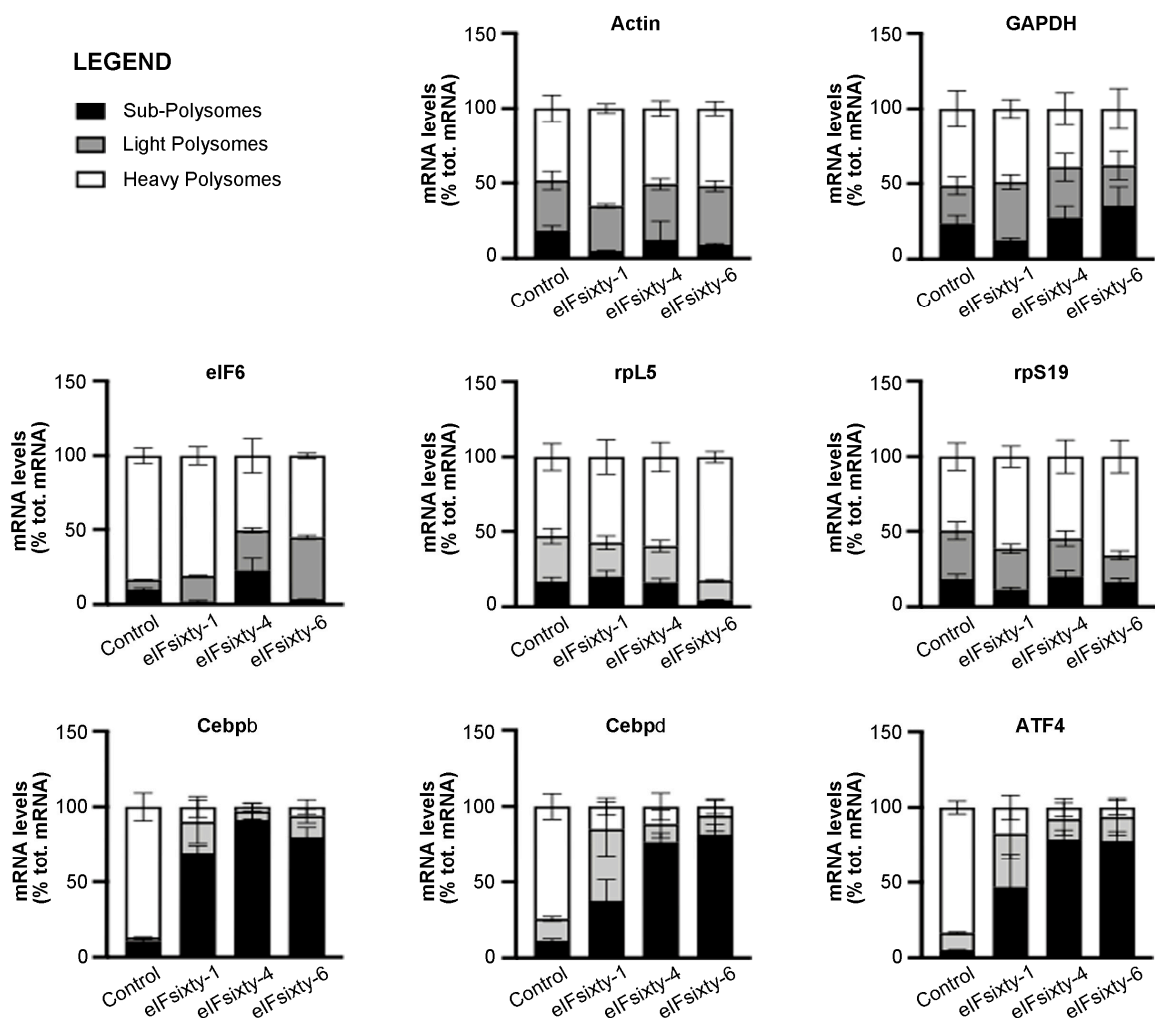 LEGEND
Sub-Polysomes
Light Polysomes
Heavy Polysomes
Actin
mRNA levels
(% tot. mRNA)
150
100
50
0
Control
eIFsixty-1
eIFsixty-4
eIFsixty-6
GAPDH
mRNA levels
(% tot. mRNA)
150
100
50
0
Control
eIFsixty-1
eIFsixty-4
eIFsixty-6
eIF6
mRNA levels
(% tot. mRNA)
150
100
50
0
Control
eIFsixty-1
eIFsixty-4
eIFsixty-6
rpL5
mRNA levels
(% tot. mRNA)
150
100
50
0
Control
eIFsixty-1
eIFsixty-4
eIFsixty-6
rpS19
mRNA levels
(% tot. mRNA)
150
100
50
0
Control
eIFsixty-1
eIFsixty-4
eIFsixty-6
Cebpb
mRNA levels
(% tot. mRNA)
150
100
50
0
Control
eIFsixty-1
eIFsixty-4
eIFsixty-6
Cebpd
mRNA levels
(% tot. mRNA)
150
100
50
0
Control
eIFsixty-1
eIFsixty-4
eIFsixty-6
ATF4
mRNA levels
(% tot. mRNA)
150
100
50
0
Control
eIFsixty-1
eIFsixty-4
eIFsixty-6